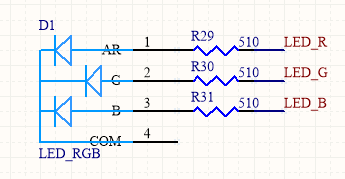 D1
AR 1 R29 510 LED_R
G 2 R30 510 LED_G
B 3 R31 510 LED_B
COM 4
LED_RGB